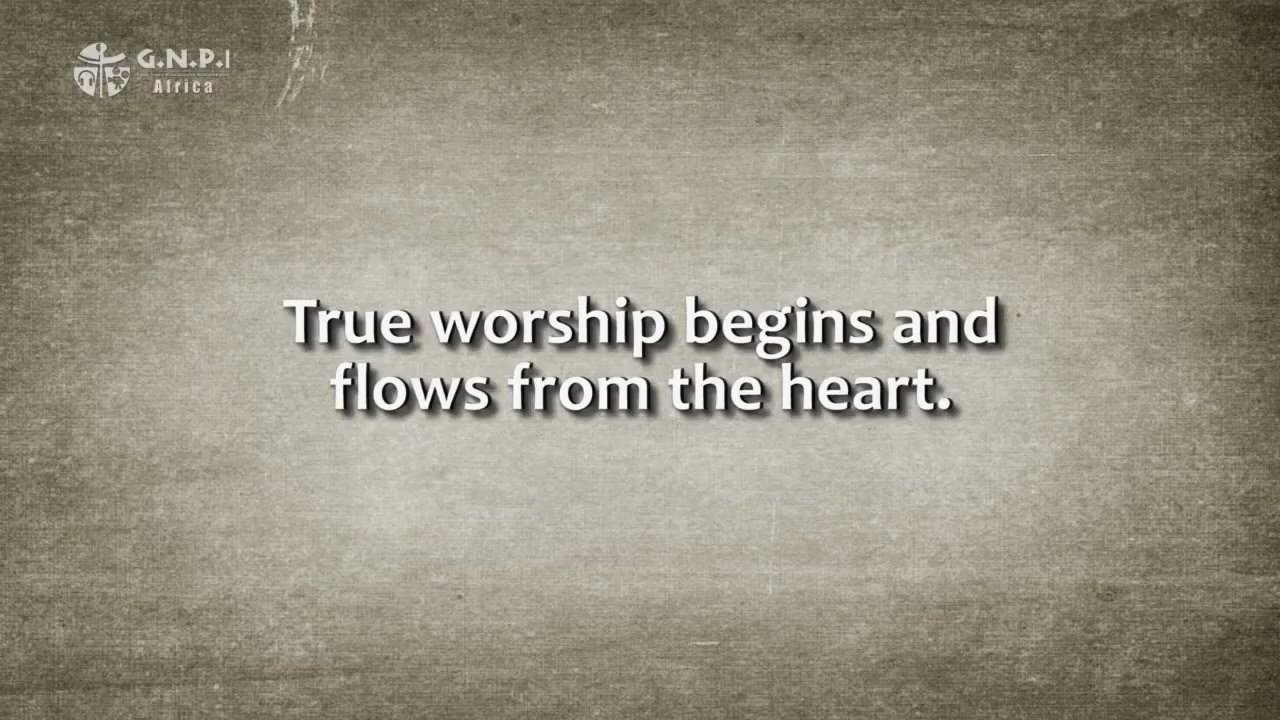 G.N.P.I
Africa
True worship begins and
flows from the heart.